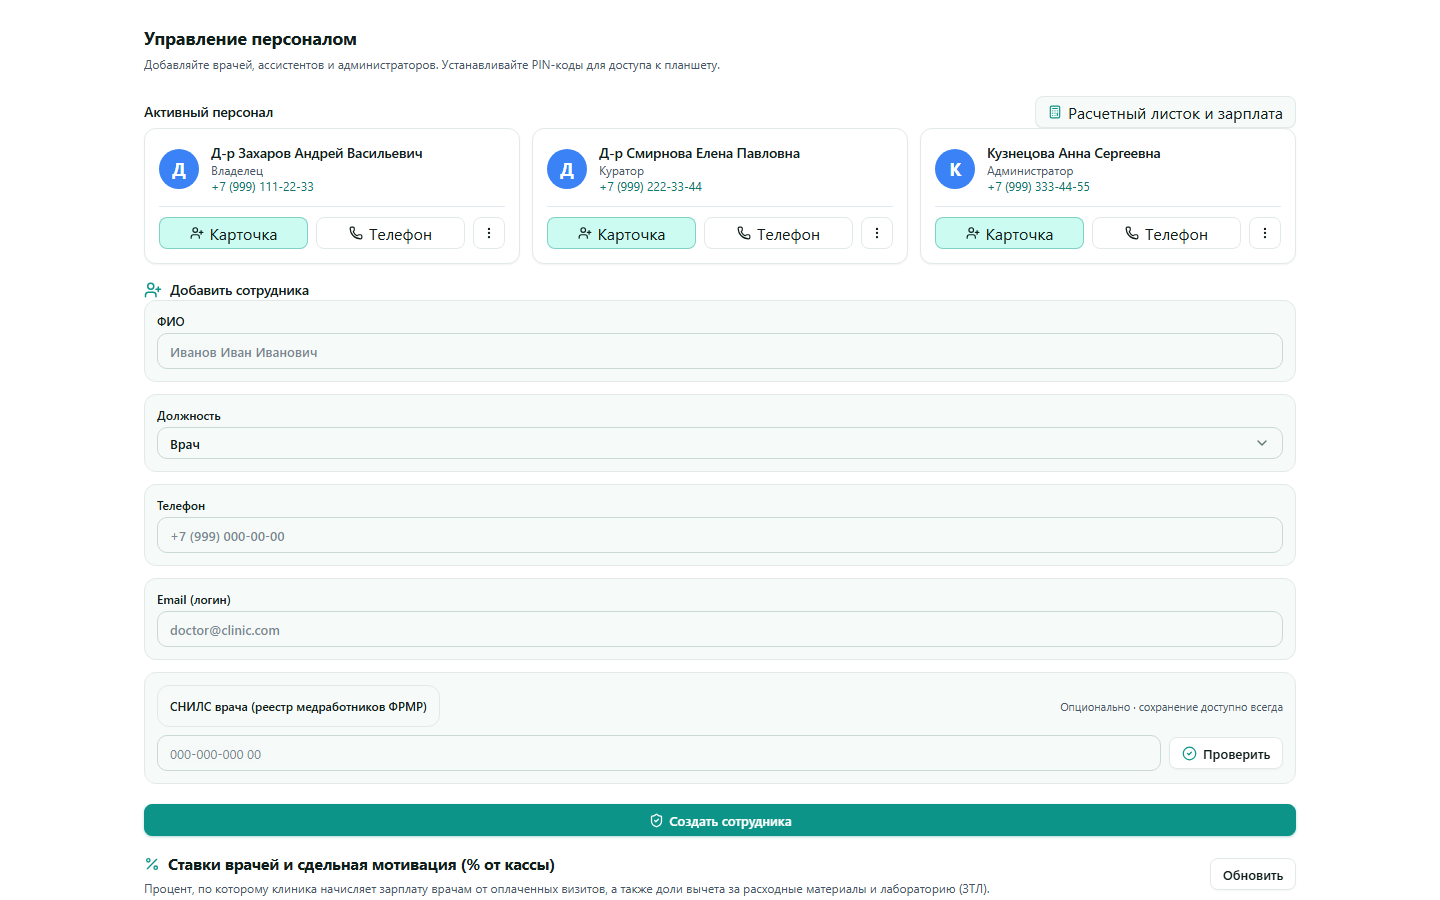 Управление персоналом
Добавляйте врачей, ассистентов и администраторов. Устанавливайте PIN-коды для доступа к планшету.
Активный персонал
Расчетный листок и зарплата
Д
Д-р Захаров Андрей Васильевич
Владелец
+7 (999) 111-22-33
Карточка
Телефон
Д
Д-р Смирнова Елена Павловна
Куратор
+7 (999) 222-33-44
Карточка
Телефон
К
Кузнецова Анна Сергеевна
Администратор
+7 (999) 333-44-55
Карточка
Телефон
Добавить сотрудника
ФИО
Иванов Иван Иванович
Должность
Врач
Телефон
+7 (999) 000-00-00
Email (логин)
doctor@clinic.com
СНИЛС врача (реестр медработников ФРМР)
Опционально · сохранение доступно всегда
000-000-000 00
Проверить
Создать сотрудника
Ставки врачей и сдельная мотивация (% от кассы)
Процент, по которому клиника начисляет зарплату врачам от оплаченных визитов, а также доли вычета за расходные материалы и лабораторию (ЗТЛ).
Обновить